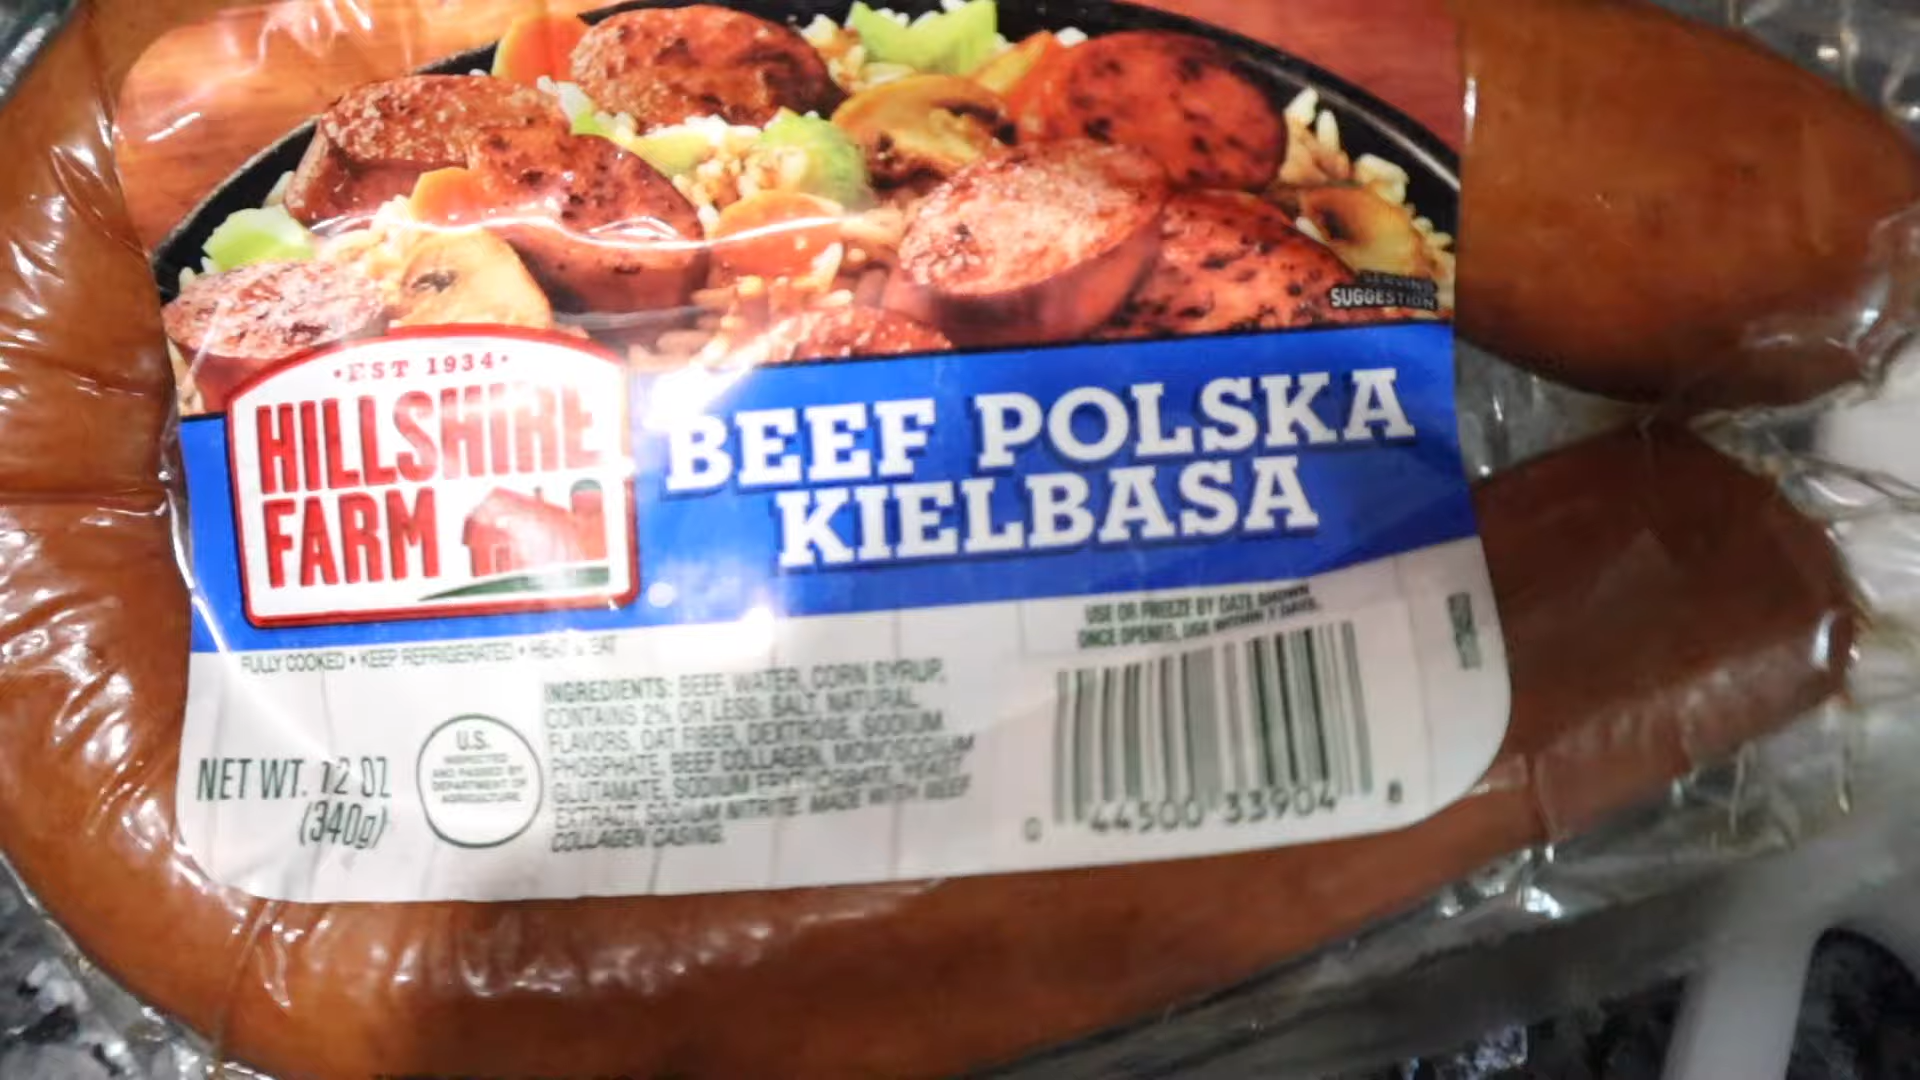 SERVING
SUGGESTION
•EST 1934•
HILLSHIRE
FARM
BEEF POLSKA
KIELBASA
USE OR FREEZE BY DATE SHOWN
ONCE OPENED, USE WITHIN 7 DAYS.
FULLY COOKED • KEEP REFRIGERATED • HEAT & EAT
INGREDIENTS: BEEF, WATER, CORN SYRUP,
CONTAINS 2% OR LESS: SALT, NATURAL
FLAVORS, OAT FIBER, DEXTROSE, SODIUM
PHOSPHATE, BEEF COLLAGEN, MONOSODIUM
GLUTAMATE, SODIUM ERYTHORBATE, YEAST
EXTRACT, SODIUM NITRITE. MADE WITH BEEF
COLLAGEN CASING.
NET WT. 12 OZ
(340g)
U.S.
INSPECTED
AND PASSED BY
DEPARTMENT OF
AGRICULTURE
0 44500 33904 8